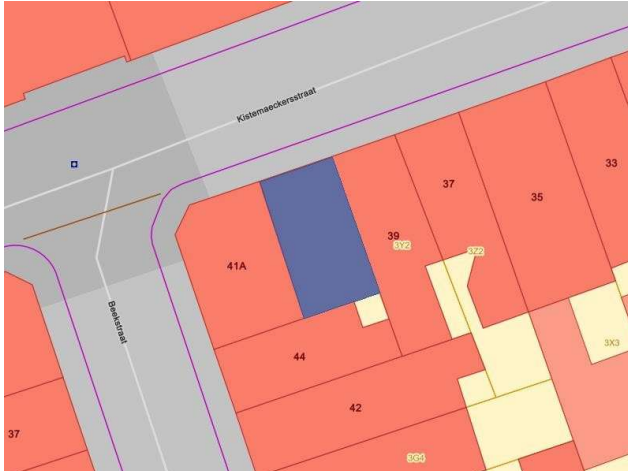 Kistemaeckersstraat
33
37
35
39
3Y2
3Z2
41A
Beekstraat
3X3
44
42
37
3G4